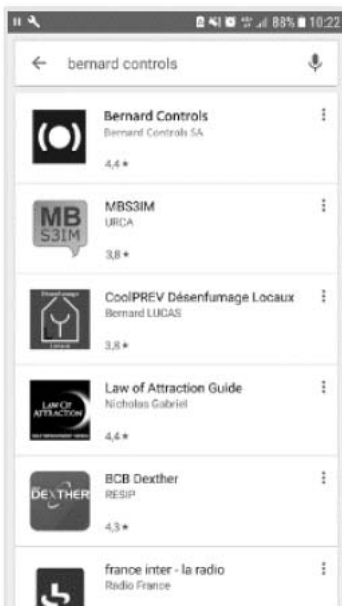 88% 10:22
bernard controls
Bernard Controls
Bernard Controls SA
4,4 ★
MB
S3IM
MBS3IM
URCA
3,8 ★
Désenfumage
Locaux
CoolPREV Désenfumage Locaux
Bernard LUCAS
3,8 ★
LAW OF
ATTRACTION
Law of Attraction Guide
Nicholas Gabriel
4,4 ★
DEXTHER
BCB Dexther
RESIP
4,3 ★
france inter - la radio
Radio France